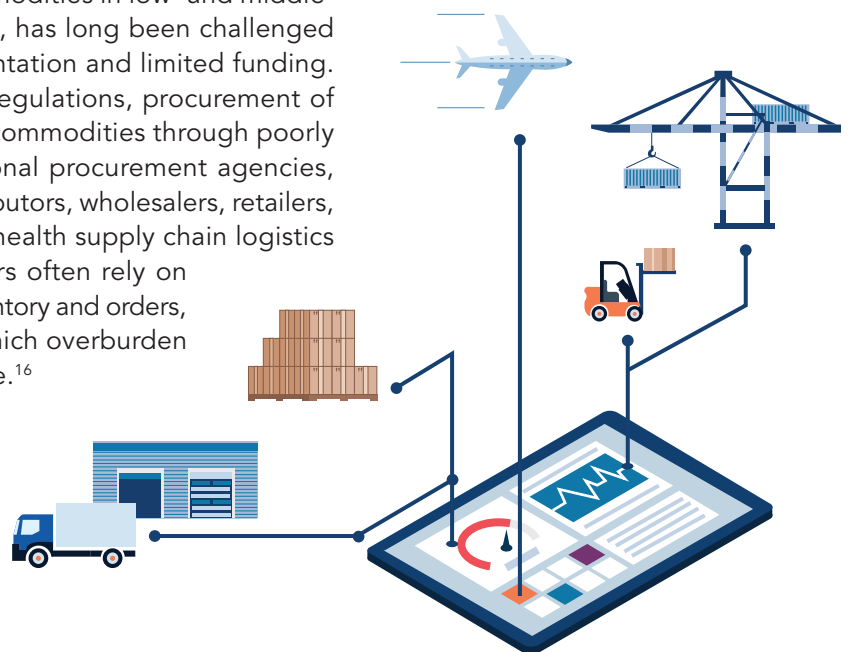 , has long been challenged
ntation and limited funding.
egulations, procurement of
ommodities through poorly
onal procurement agencies,
butors, wholesalers, retailers,
health supply chain logistics
rs often rely on
ntory and orders,
hich overburden
e.16